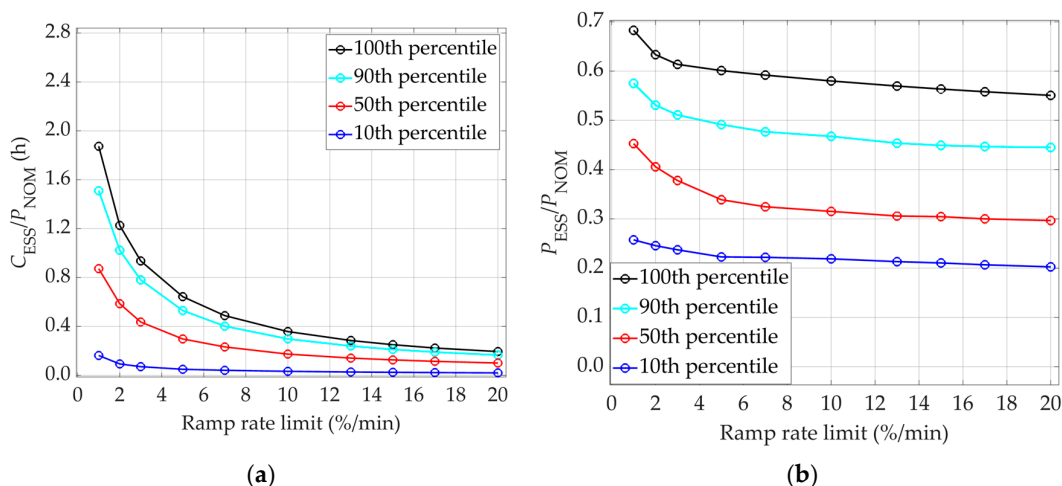 2.8
2.4
2.0
1.6
1.2
0.8
0.4
0.0
C_ESS/P_NOM (h)
100th percentile
90th percentile
50th percentile
10th percentile
0 2 4 6 8 10 12 14 16 18 20
Ramp rate limit (%/min)
(a)
0.7
0.6
0.5
0.4
0.3
0.2
0.1
0.0
P_ESS/P_NOM
100th percentile
90th percentile
50th percentile
10th percentile
0 2 4 6 8 10 12 14 16 18 20
Ramp rate limit (%/min)
(b)